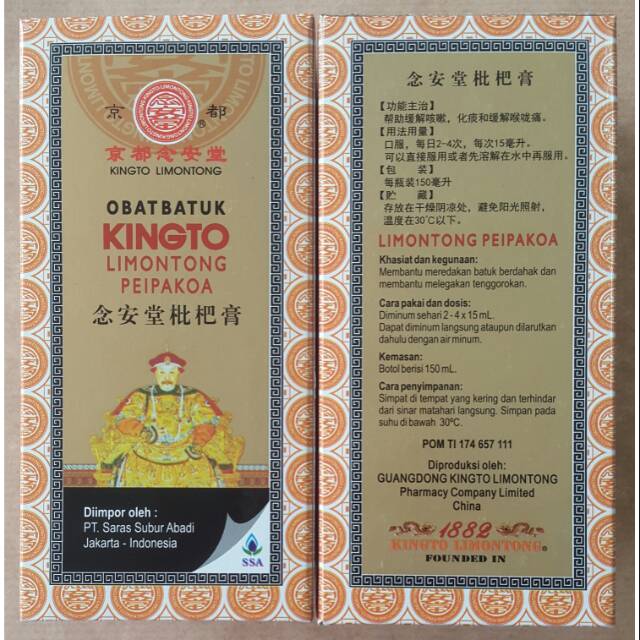 京 都
®
京都念安堂
KINGTO LIMONTONG
OBAT BATUK
KINGTO
LIMONTONG
PEIPAKOA
念安堂枇杷膏
Diimpor oleh :
PT. Saras Subur Abadi
Jakarta - Indonesia
SSA
念安堂枇杷膏
【功能主治】
帮助缓解咳嗽，化痰和缓解喉咙痛。
【用法用量】
口服，每日2-4次，每次15毫升。
可以直接服用或者先溶解在水中再服用。
【包 装】
每瓶装150毫升
【贮 藏】
存放在干燥阴凉处，避免阳光照射，
温度在30℃以下。
LIMONTONG PEIPAKOA
Khasiat dan kegunaan:
Membantu meredakan batuk berdahak dan
membantu melegakan tenggorokan.
Cara pakai dan dosis:
Diminum sehari 2 - 4 x 15 mL.
Dapat diminum langsung ataupun dilarutkan
dahulu dengan air minum.
Kemasan:
Botol berisi 150 mL.
Cara penyimpanan:
Simpat di tempat yang kering dan terhindar
dari sinar matahari langsung. Simpan pada
suhu di bawah 30ºC.
POM TI 174 657 111
Diproduksi oleh:
GUANGDONG KINGTO LIMONTONG
Pharmacy Company Limited
China
1882
KINGTO LIMONTONG®
FOUNDED IN